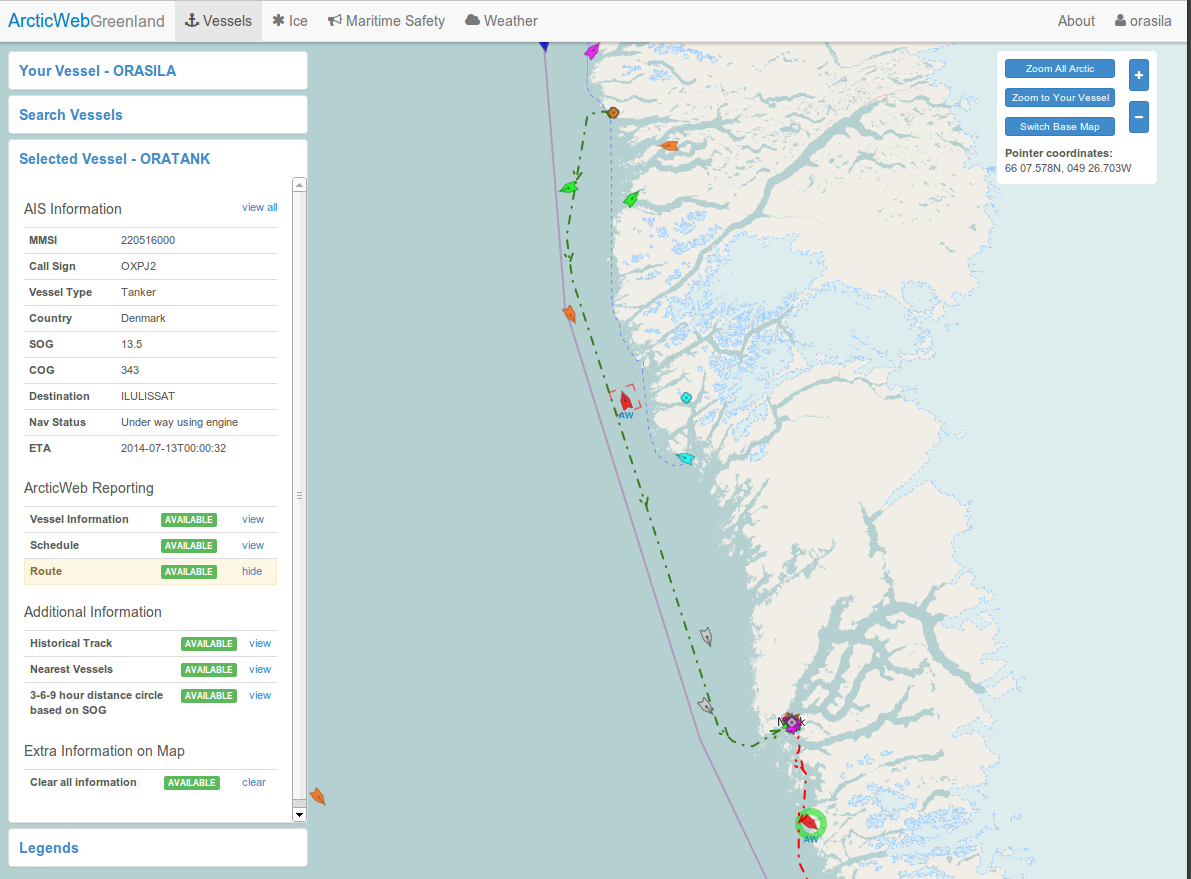 ArcticWebGreenland Vessels Ice Maritime Safety Weather About orasila
Your Vessel - ORASILA
Search Vessels
Selected Vessel - ORATANK
AIS Information view all
MMSI 220516000
Call Sign OXPJ2
Vessel Type Tanker
Country Denmark
SOG 13.5
COG 343
Destination ILULISSAT
Nav Status Under way using engine
ETA 2014-07-13T00:00:32
ArcticWeb Reporting
Vessel Information AVAILABLE view
Schedule AVAILABLE view
Route AVAILABLE hide
Additional Information
Historical Track AVAILABLE view
Nearest Vessels AVAILABLE view
3-6-9 hour distance circle AVAILABLE view
based on SOG
Extra Information on Map
Clear all information AVAILABLE clear
Legends
Zoom All Arctic +
Zoom to Your Vessel
Switch Base Map −
Pointer coordinates:
66 07.578N, 049 26.703W
AW
AW